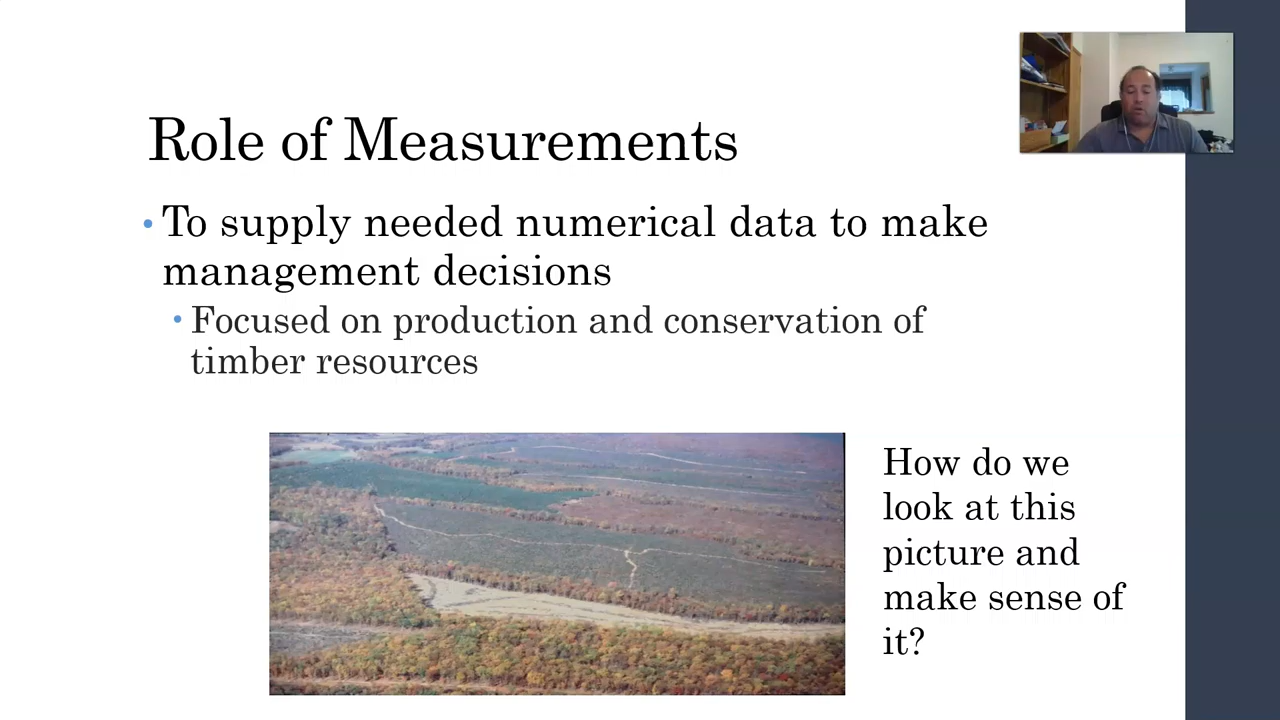 Role of Measurements
• To supply needed numerical data to make
management decisions
• Focused on production and conservation of
timber resources
How do we
look at this
picture and
make sense of
it?